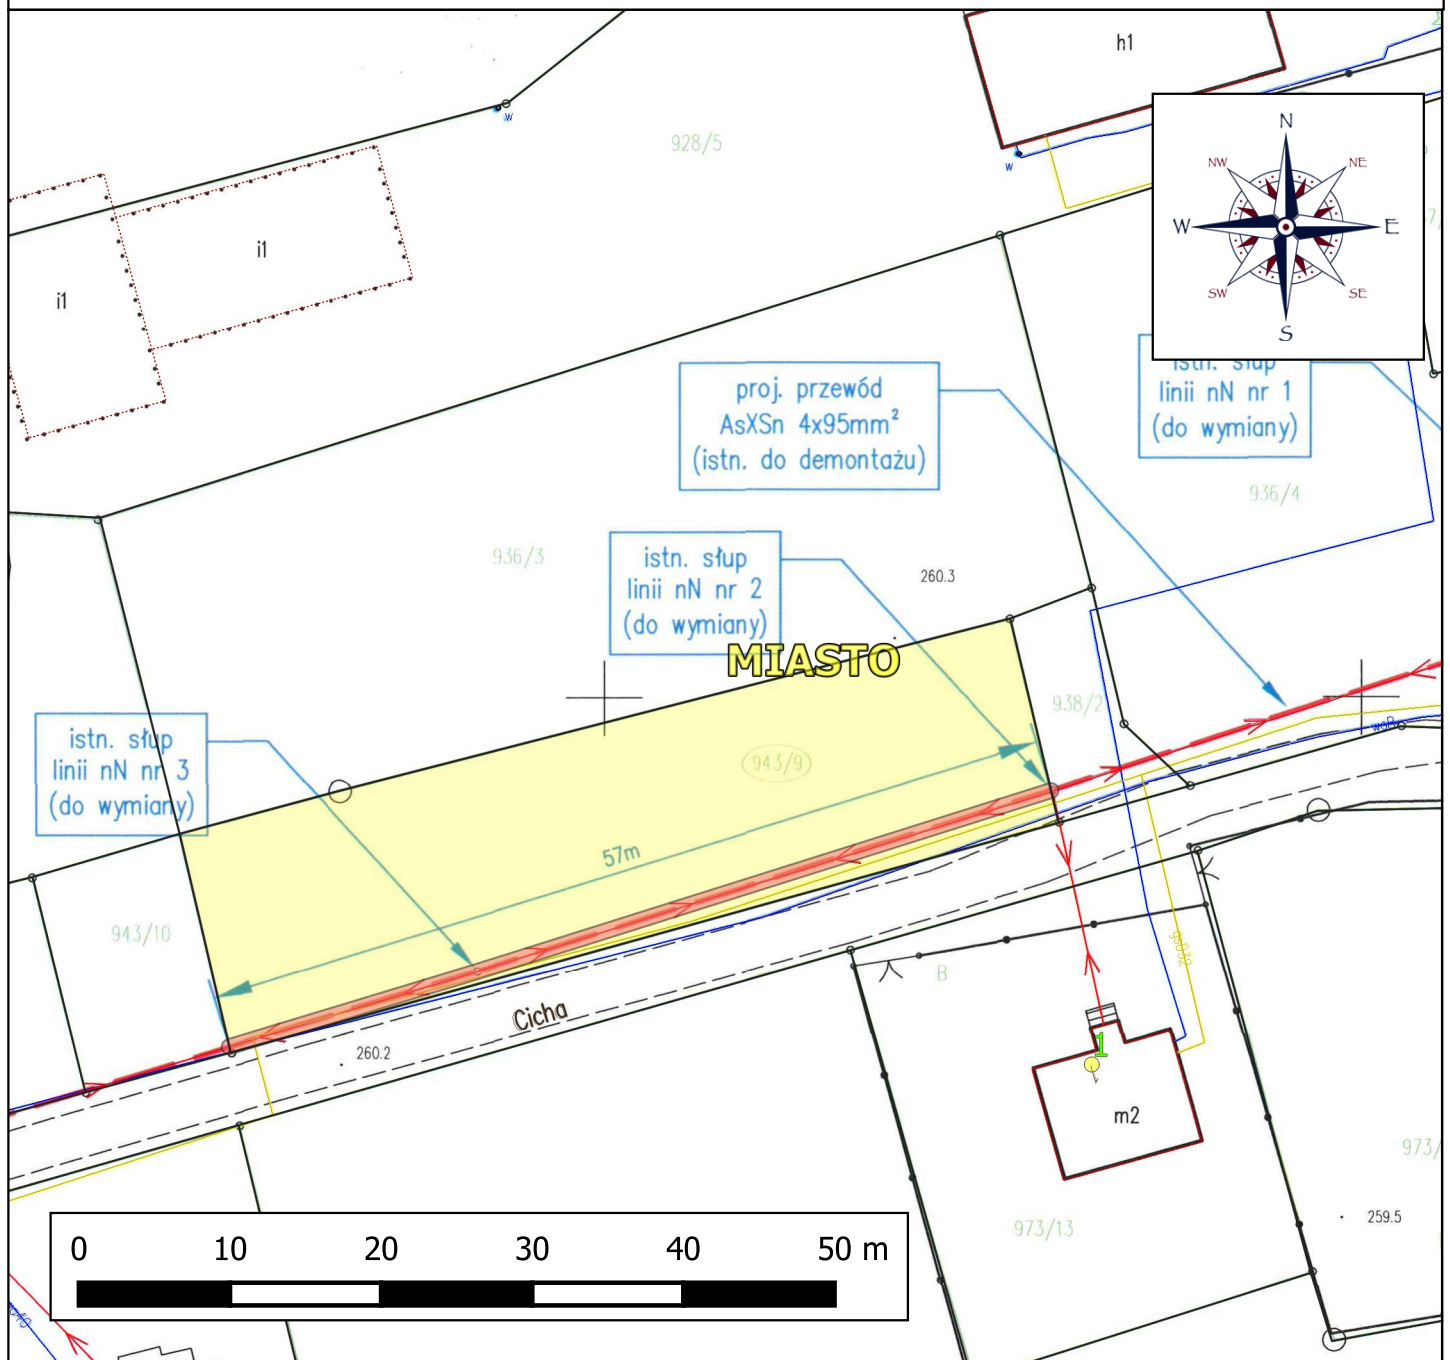 h1
w
928/5
w
N
NW
NE
W
E
SW
SE
S
i1
i1
proj. przewód
AsXSn 4x95mm²
(istn. do demontażu)
istn. słup
linii nN nr 1
(do wymiany)
936/4
936/3
istn. słup
linii nN nr 2
(do wymiany)
260.3
MIASTO
938/2
943/9
istn. słup
linii nN nr 3
(do wymiany)
57m
943/10
B
Cicha
260.2
1
m2
973/
973/13
259.5
0 10 20 30 40 50 m